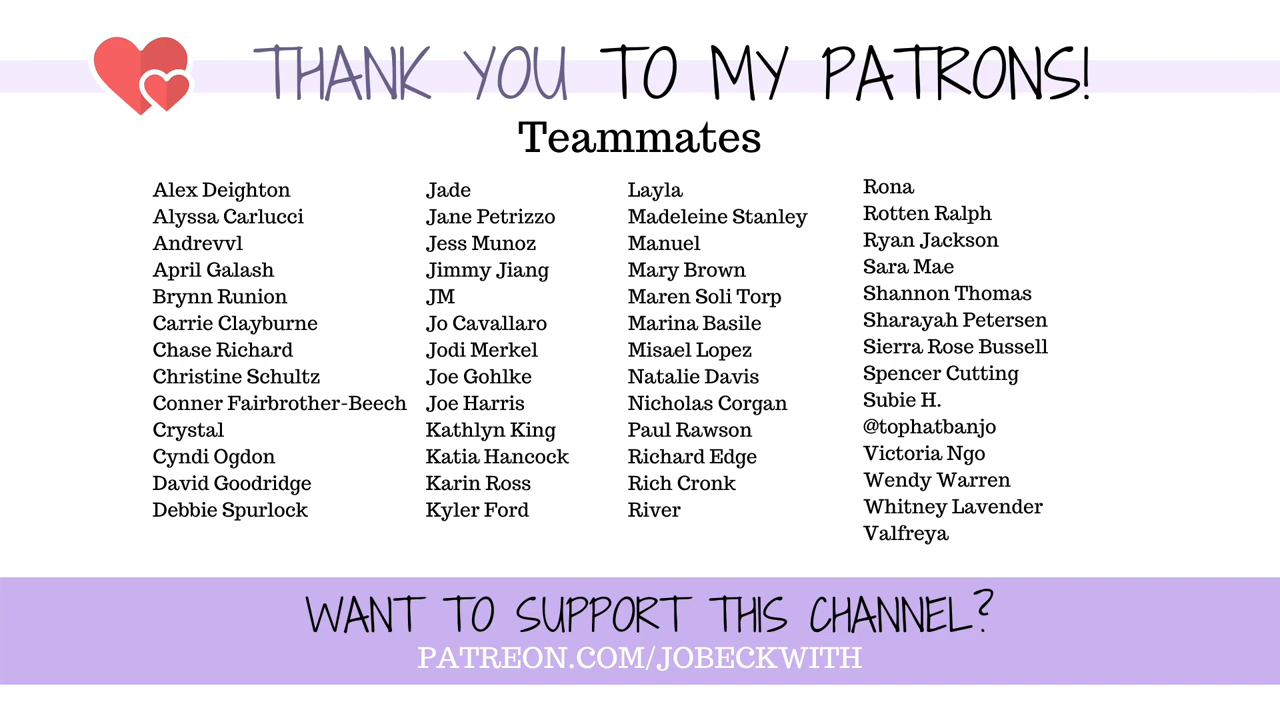 THANK YOU TO MY PATRONS!
Teammates
Alex Deighton
Alyssa Carlucci
Andrevvl
April Galash
Brynn Runion
Carrie Clayburne
Chase Richard
Christine Schultz
Conner Fairbrother-Beech
Crystal
Cyndi Ogdon
David Goodridge
Debbie Spurlock
Jade
Jane Petrizzo
Jess Munoz
Jimmy Jiang
JM
Jo Cavallaro
Jodi Merkel
Joe Gohlke
Joe Harris
Kathlyn King
Katia Hancock
Karin Ross
Kyler Ford
Layla
Madeleine Stanley
Manuel
Mary Brown
Maren Soli Torp
Marina Basile
Misael Lopez
Natalie Davis
Nicholas Corgan
Paul Rawson
Richard Edge
Rich Cronk
River
Rona
Rotten Ralph
Ryan Jackson
Sara Mae
Shannon Thomas
Sharayah Petersen
Sierra Rose Bussell
Spencer Cutting
Subie H.
@tophatbanjo
Victoria Ngo
Wendy Warren
Whitney Lavender
Valfreya
WANT TO SUPPORT THIS CHANNEL?
PATREON.COM/JOBECKWITH